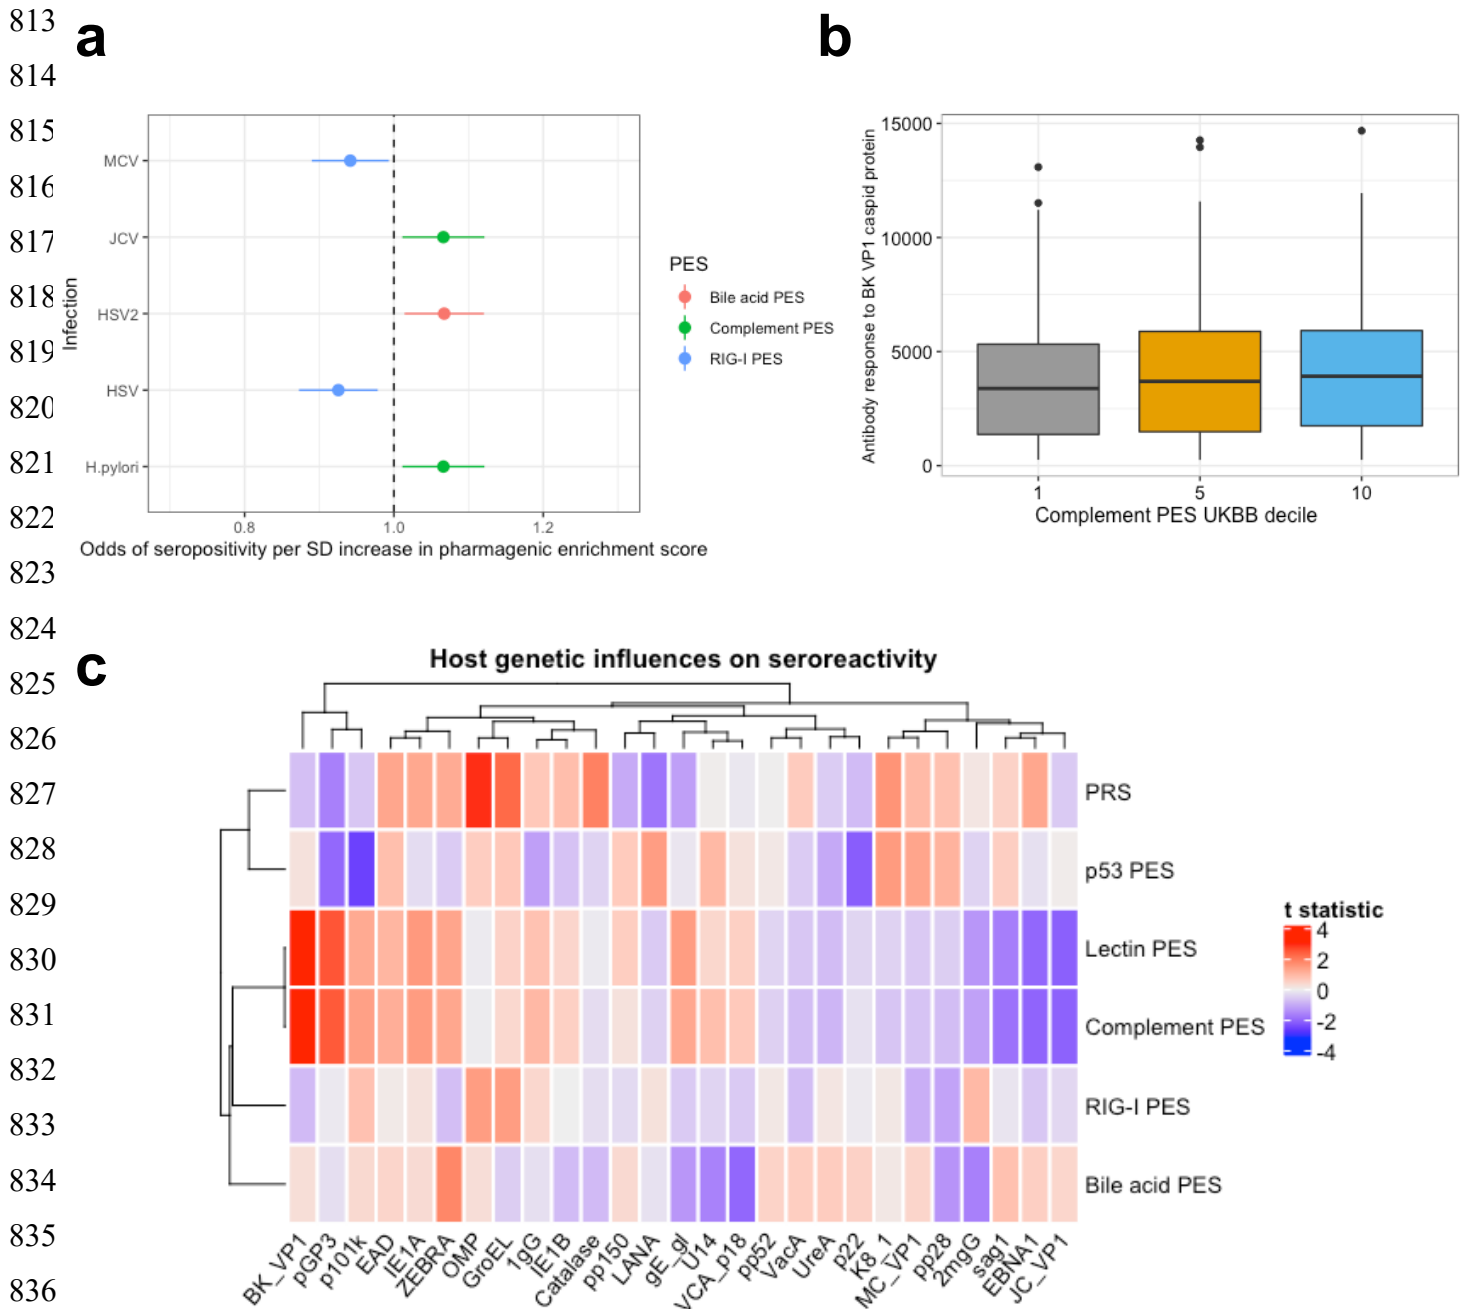 813
814
815
816
817
818
819
820
821
822
823
824
825
826
827
828
829
830
831
832
833
834
835
836
a
MCV
JCV
HSV2
HSV
H.pylori
Infection
0.8 1.0 1.2
Odds of seropositivity per SD increase in pharmagenic enrichment score
PES
Bile acid PES
Complement PES
RIG-I PES
b
Antibody response to BK VP1 caspid protein
15000
10000
5000
0
1 5 10
Complement PES UKBB decile
c
Host genetic influences on seroreactivity
PRS
p53 PES
Lectin PES
Complement PES
RIG-I PES
Bile acid PES
t statistic
4
2
0
-2
-4
BK_VP1
pGP3
p101k
EAD
IE1A
ZEBRA
OMP
GroEL
1gG
IE1B
Catalase
pp150
LANA
gE_gI
U14
VCA_p18
pp52
VacA
UreA
p22
K8_1
MC_VP1
pp28
2mgG
sag1
EBNA1
JC_VP1